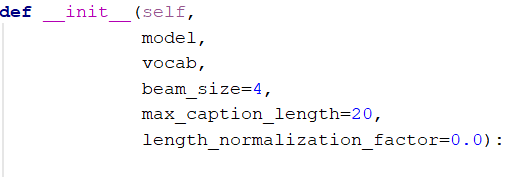 def __init__(self,
model,
vocab,
beam_size=4,
max_caption_length=20,
length_normalization_factor=0.0):